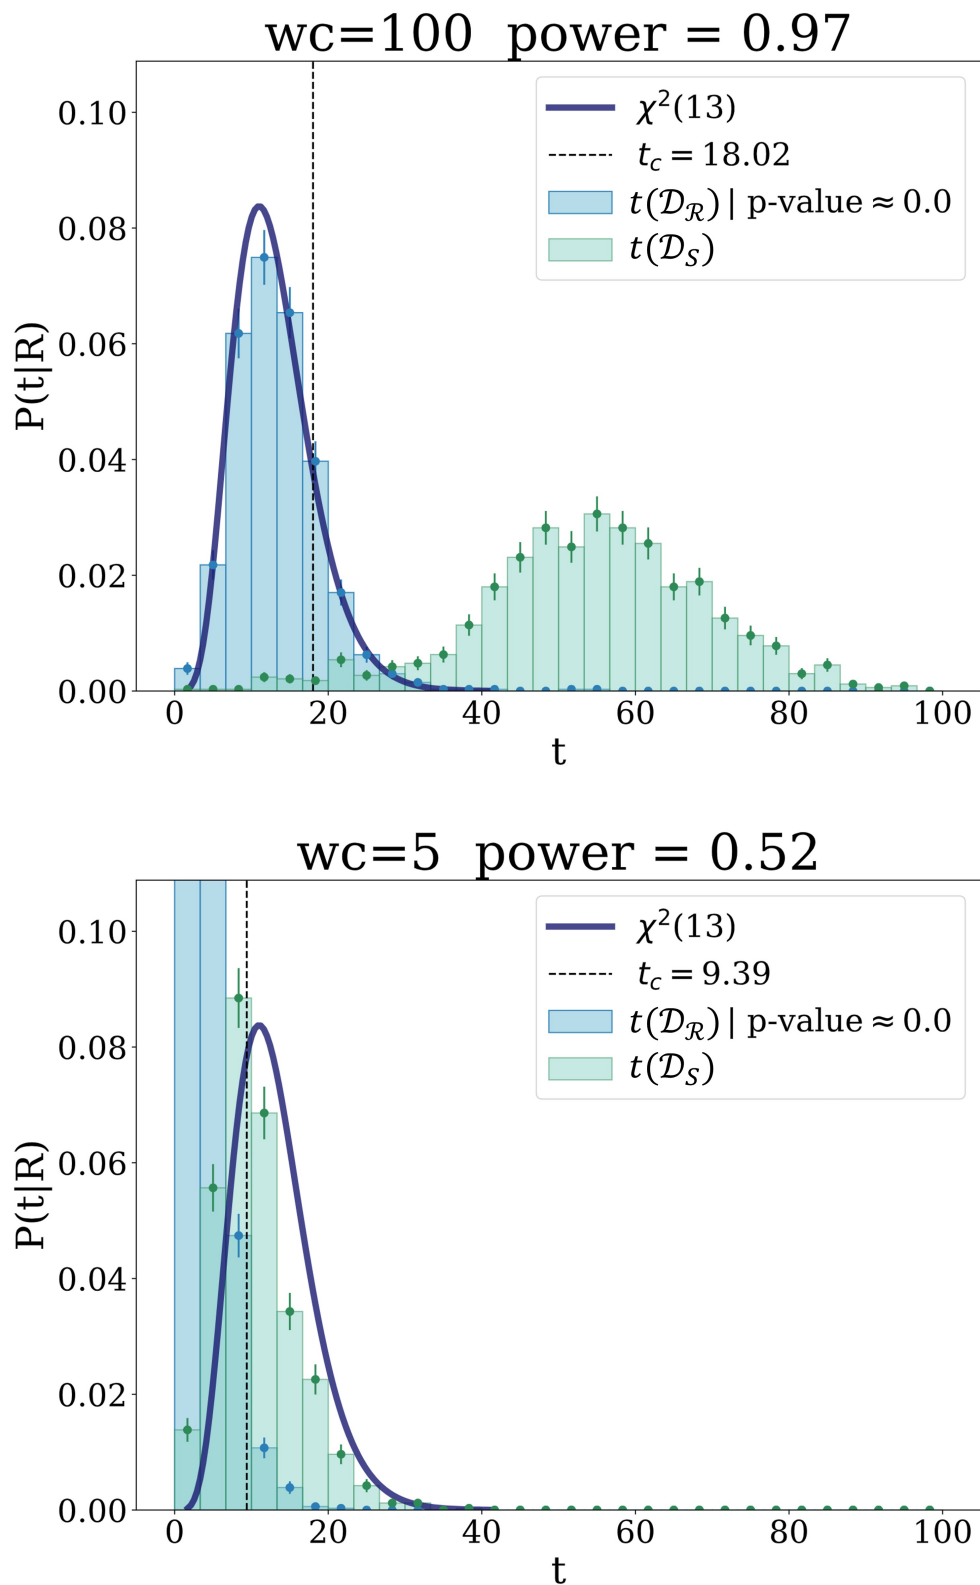 wc=100 power = 0.97
P(t|R)
0.10
0.08
0.06
0.04
0.02
0.00
χ²(13)
t_c = 18.02
t(𝒟_ℛ) | p-value ≈ 0.0
t(𝒟_S)
0 20 40 60 80 100
t
wc=5 power = 0.52
P(t|R)
0.10
0.08
0.06
0.04
0.02
0.00
χ²(13)
t_c = 9.39
t(𝒟_ℛ) | p-value ≈ 0.0
t(𝒟_S)
0 20 40 60 80 100
t